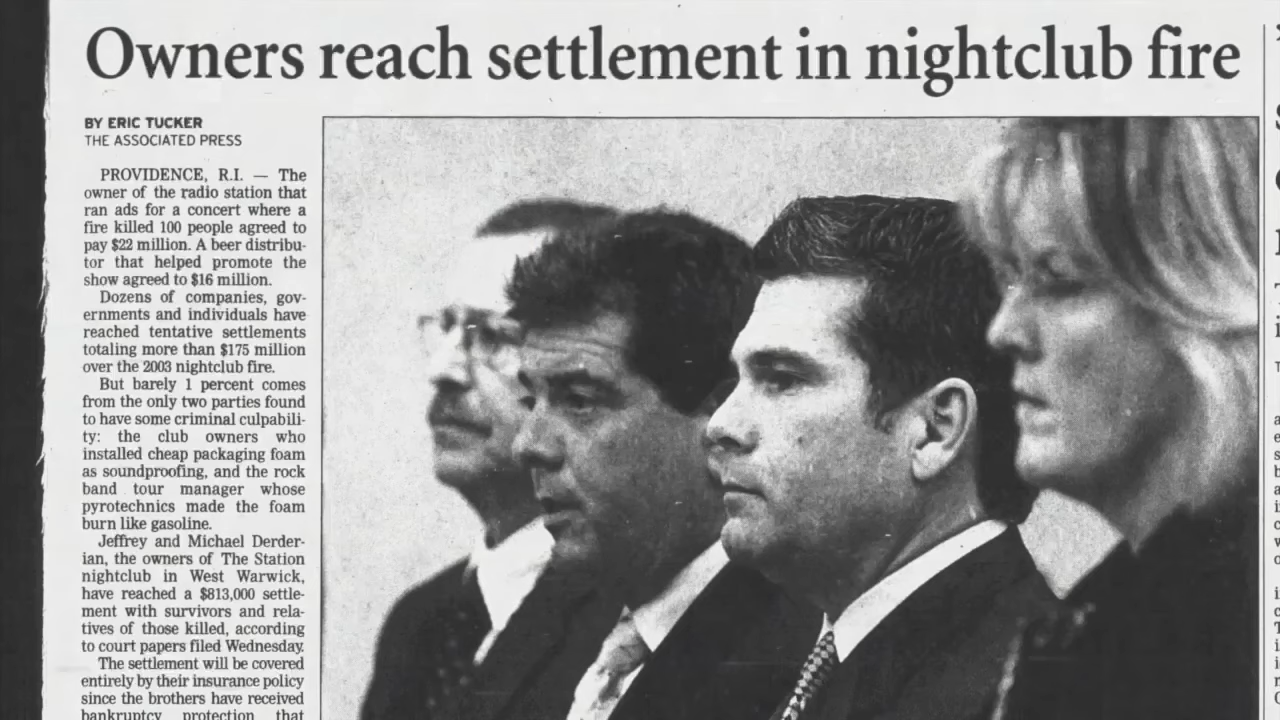 Owners reach settlement in nightclub fire
BY ERIC TUCKER
THE ASSOCIATED PRESS
PROVIDENCE, R.I. — The
owner of the radio station that
ran ads for a concert where a
fire killed 100 people agreed to
pay $22 million. A beer distribu-
tor that helped promote the
show agreed to $16 million.
Dozens of companies, gov-
ernments and individuals have
reached tentative settlements
totaling more than $175 million
over the 2003 nightclub fire.
But barely 1 percent comes
from the only two parties found
to have some criminal culpabili-
ty: the club owners who
installed cheap packaging foam
as soundproofing, and the rock
band tour manager whose
pyrotechnics made the foam
burn like gasoline.
Jeffrey and Michael Derder-
ian, the owners of The Station
nightclub in West Warwick,
have reached a $813,000 settle-
ment with survivors and rela-
tives of those killed, according
to court papers filed Wednesday.
The settlement will be covered
entirely by their insurance policy
since the brothers have received
bankruptcy protection that